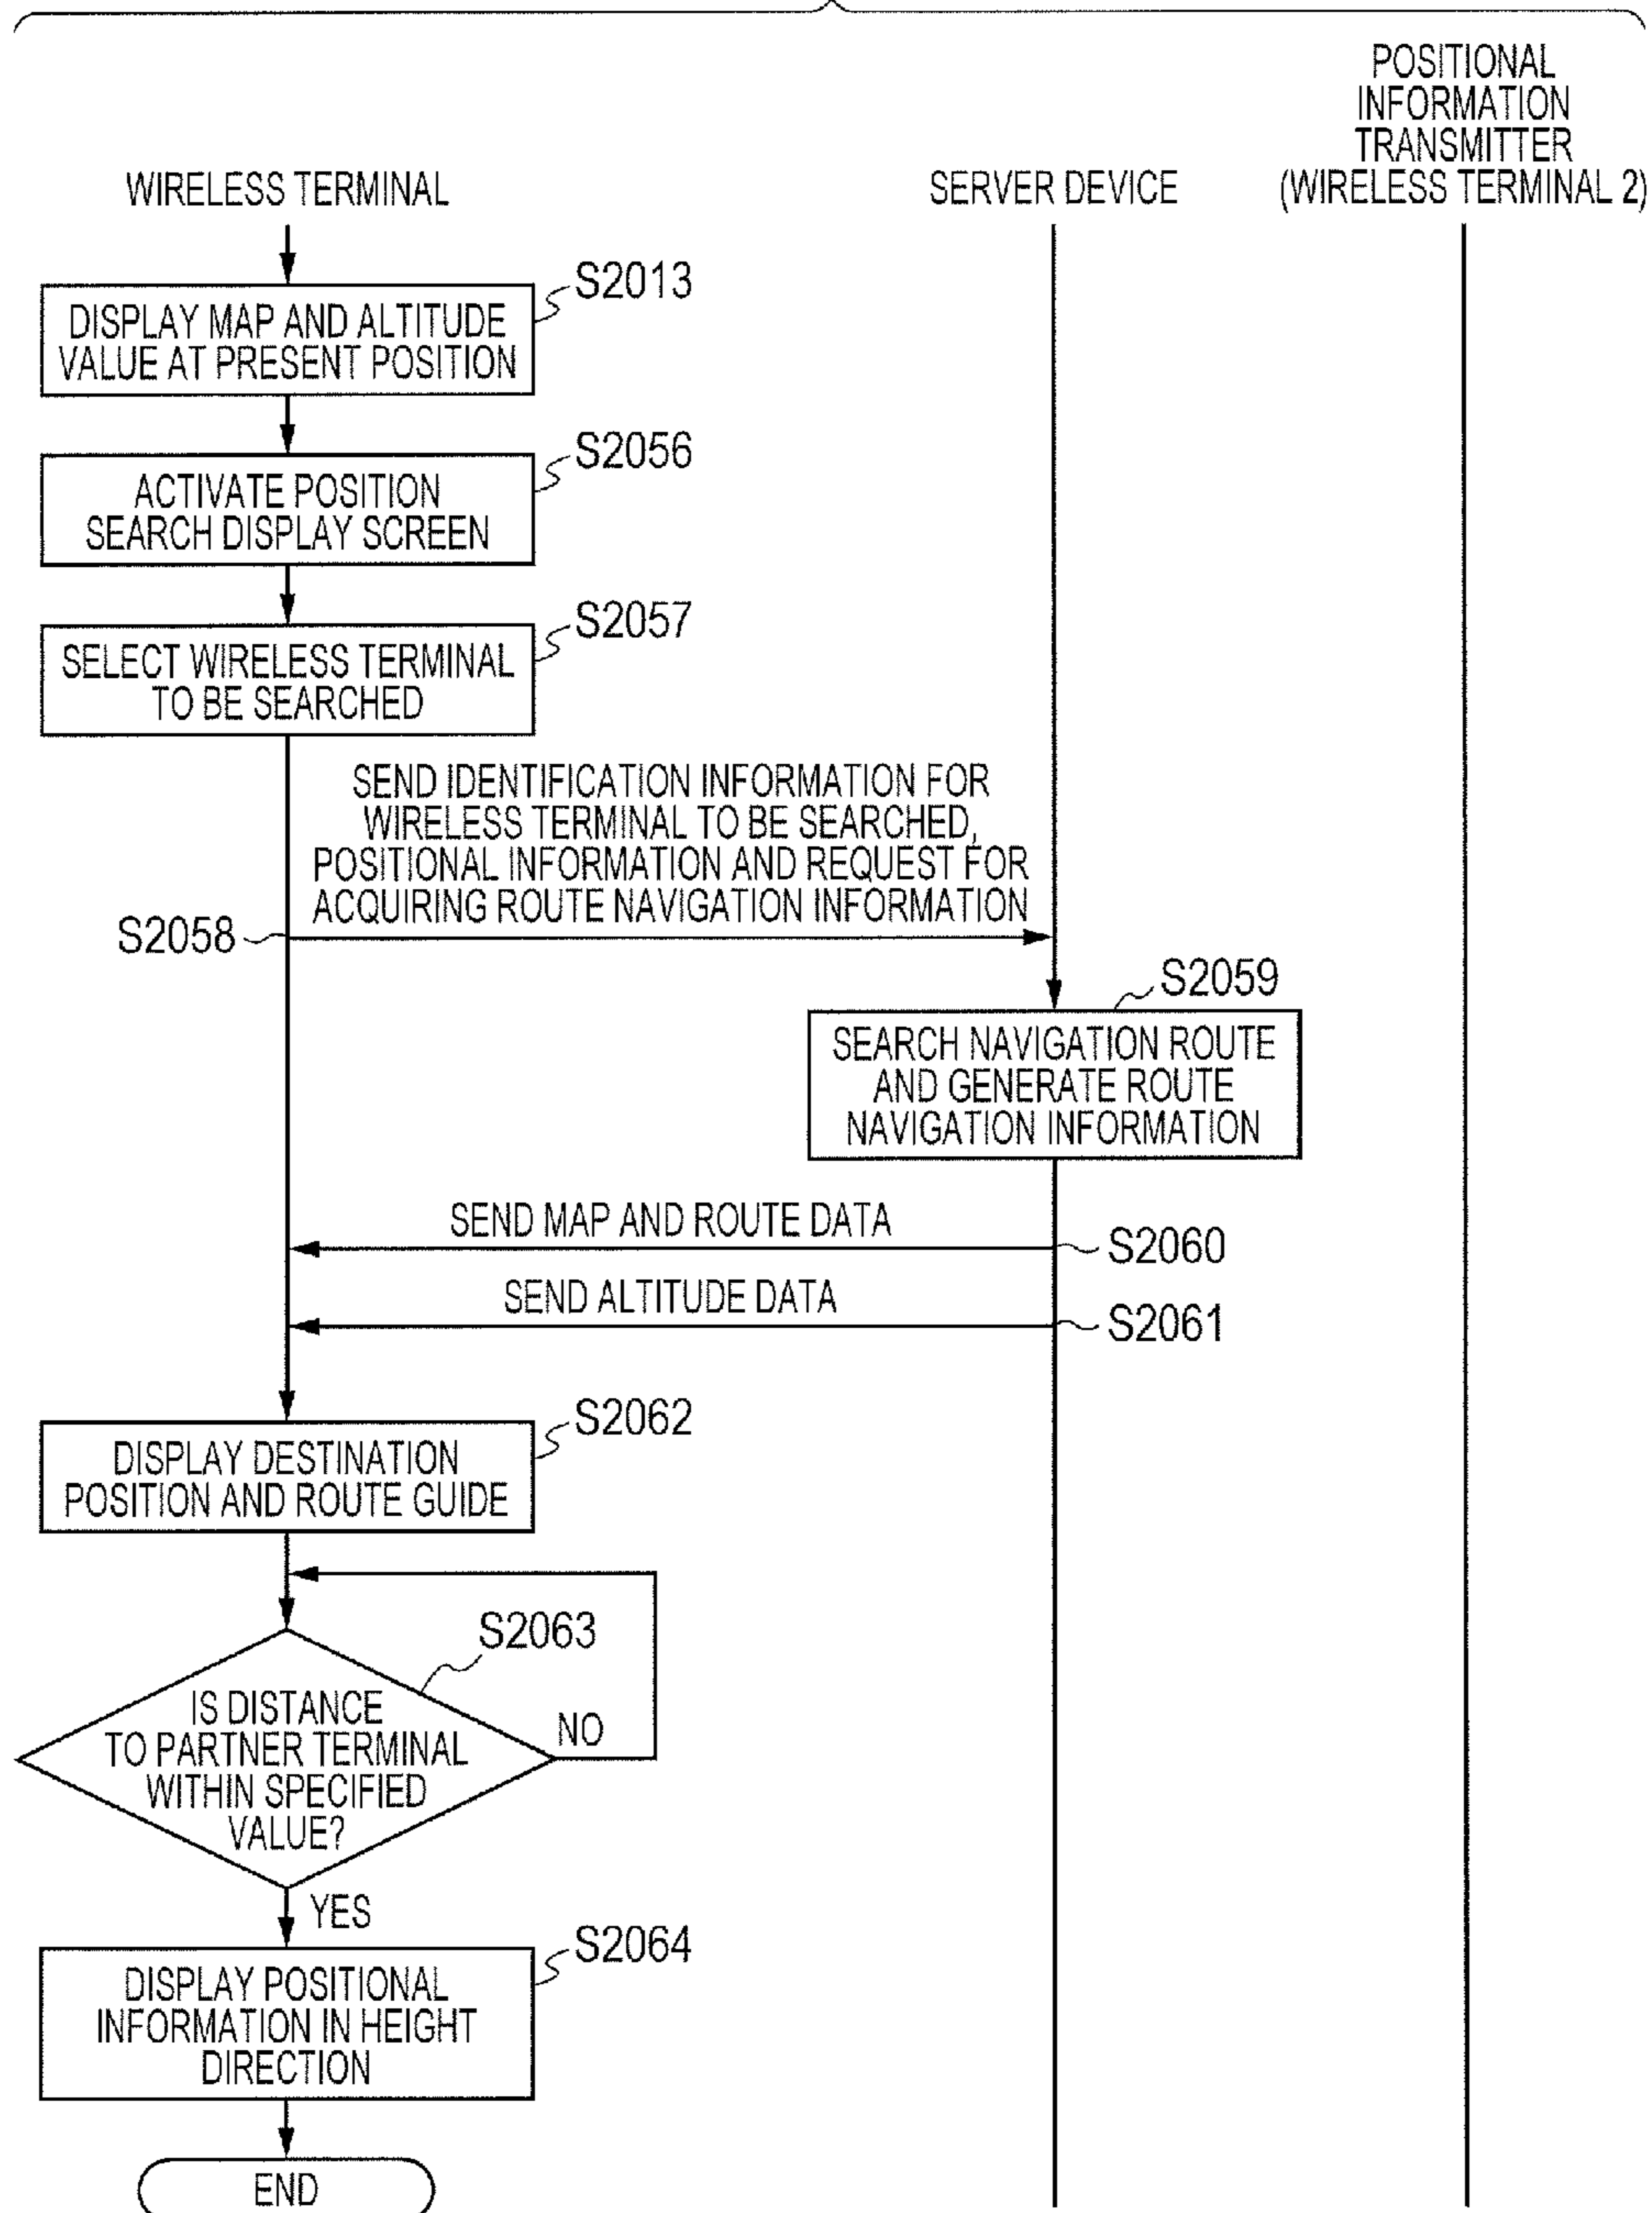 POSITIONAL
INFORMATION
TRANSMITTER
(WIRELESS TERMINAL 2)
WIRELESS TERMINAL
SERVER DEVICE
S2013
DISPLAY MAP AND ALTITUDE
VALUE AT PRESENT POSITION
S2056
ACTIVATE POSITION
SEARCH DISPLAY SCREEN
S2057
SELECT WIRELESS TERMINAL
TO BE SEARCHED
SEND IDENTIFICATION INFORMATION FOR
WIRELESS TERMINAL TO BE SEARCHED,
POSITIONAL INFORMATION AND REQUEST FOR
ACQUIRING ROUTE NAVIGATION INFORMATION
S2058
S2059
SEARCH NAVIGATION ROUTE
AND GENERATE ROUTE
NAVIGATION INFORMATION
SEND MAP AND ROUTE DATA
S2060
SEND ALTITUDE DATA
S2061
S2062
DISPLAY DESTINATION
POSITION AND ROUTE GUIDE
S2063
IS DISTANCE
TO PARTNER TERMINAL
WITHIN SPECIFIED
VALUE?
NO
YES
S2064
DISPLAY POSITIONAL
INFORMATION IN HEIGHT
DIRECTION
END